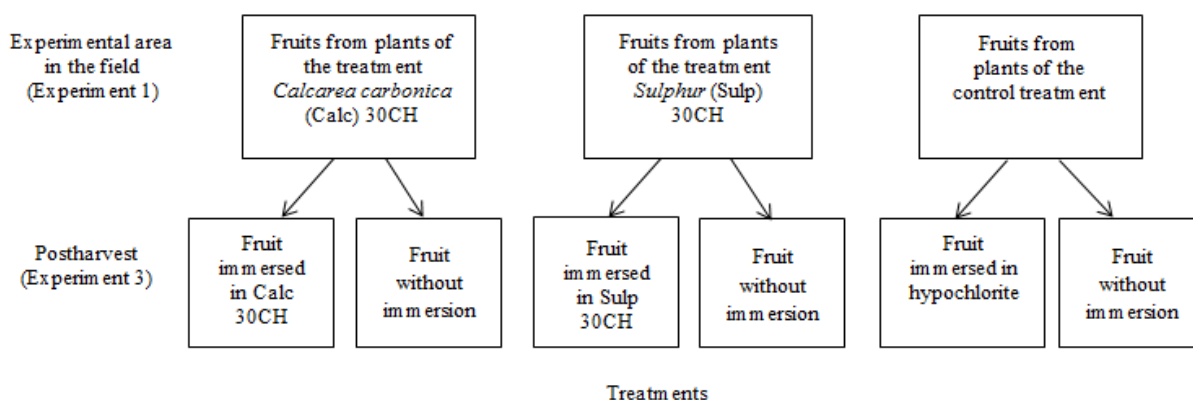 Experimental area
in the field
(Experiment 1)
Fruits from plants of
the treatment
Calcarea carbonica
(Calc) 30CH
Fruits from plants
of the treatment
Sulphur (Sulp)
30CH
Fruits from
plants of the
control treatment
Postharvest
(Experiment 3)
Fruit
immersed
in Calc
30CH
Fruit
without
immersion
Fruit
immersed
in Sulp
30CH
Fruit
without
immersion
Fruit
immersed in
hypochlorite
Fruit
without
immersion
Treatments